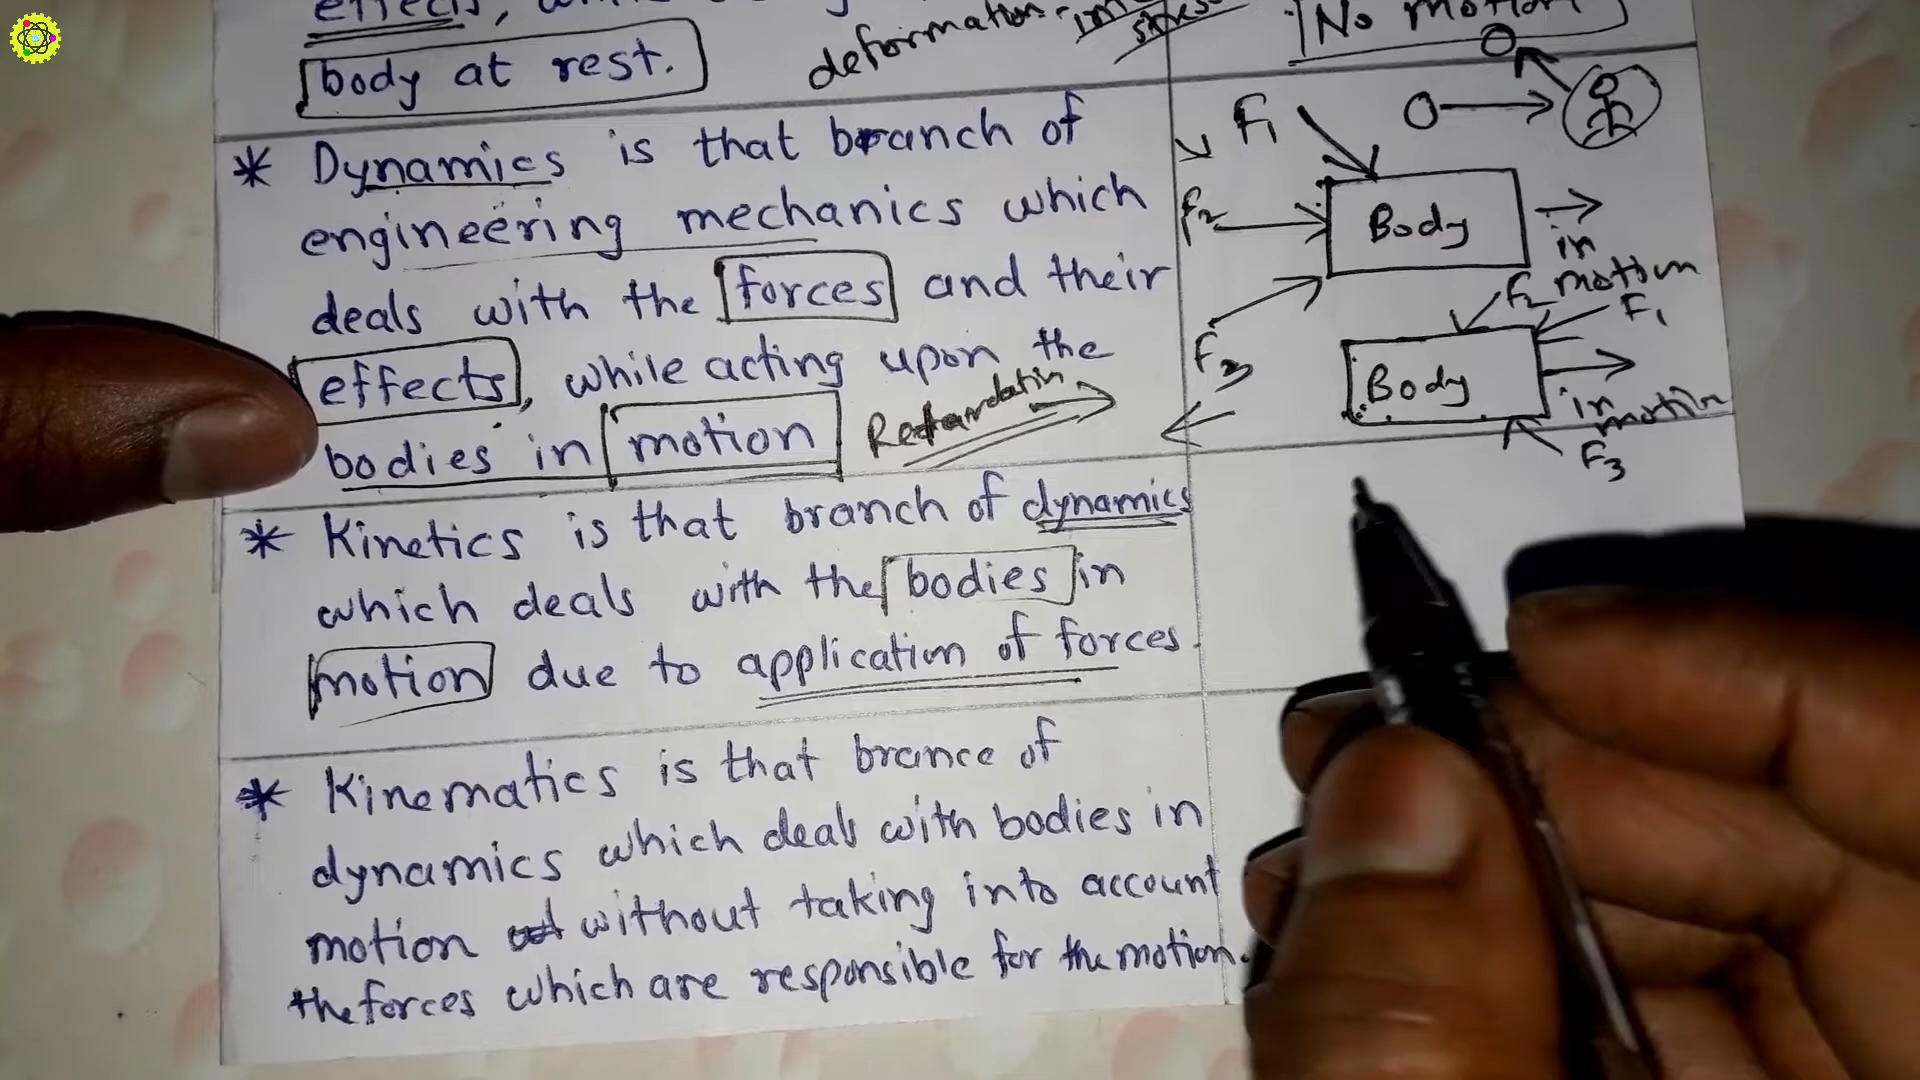 effects,
body at rest.
deformation.
No motion
* Dynamics is that branch of
engineering mechanics which
deals with the forces and their
effects, while acting upon the
bodies in motion
Retardation
F1
F2
F3
Body
in
motion
F2
F1
Body
in
motion
F3
* Kinetics is that branch of dynamics
which deals with the bodies in
motion due to application of forces.
* Kinematics is that brance of
dynamics which deals with bodies in
motion without taking into account
the forces which are responsible for the motion.